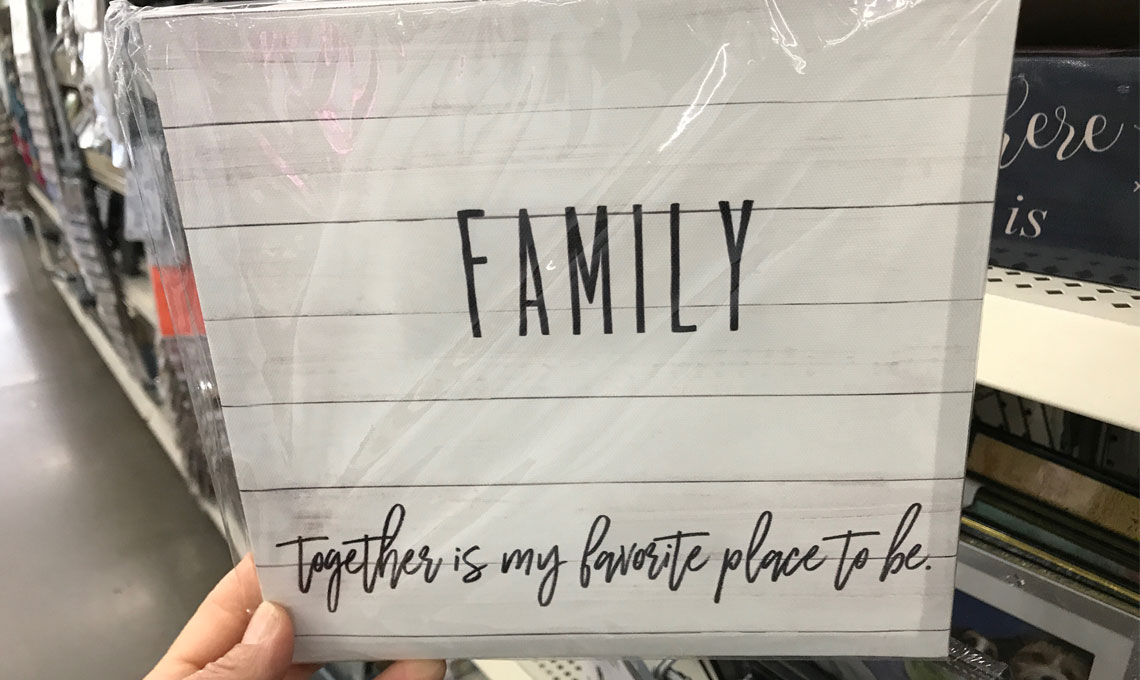 FAMILY
together is my favorite place to be.
is